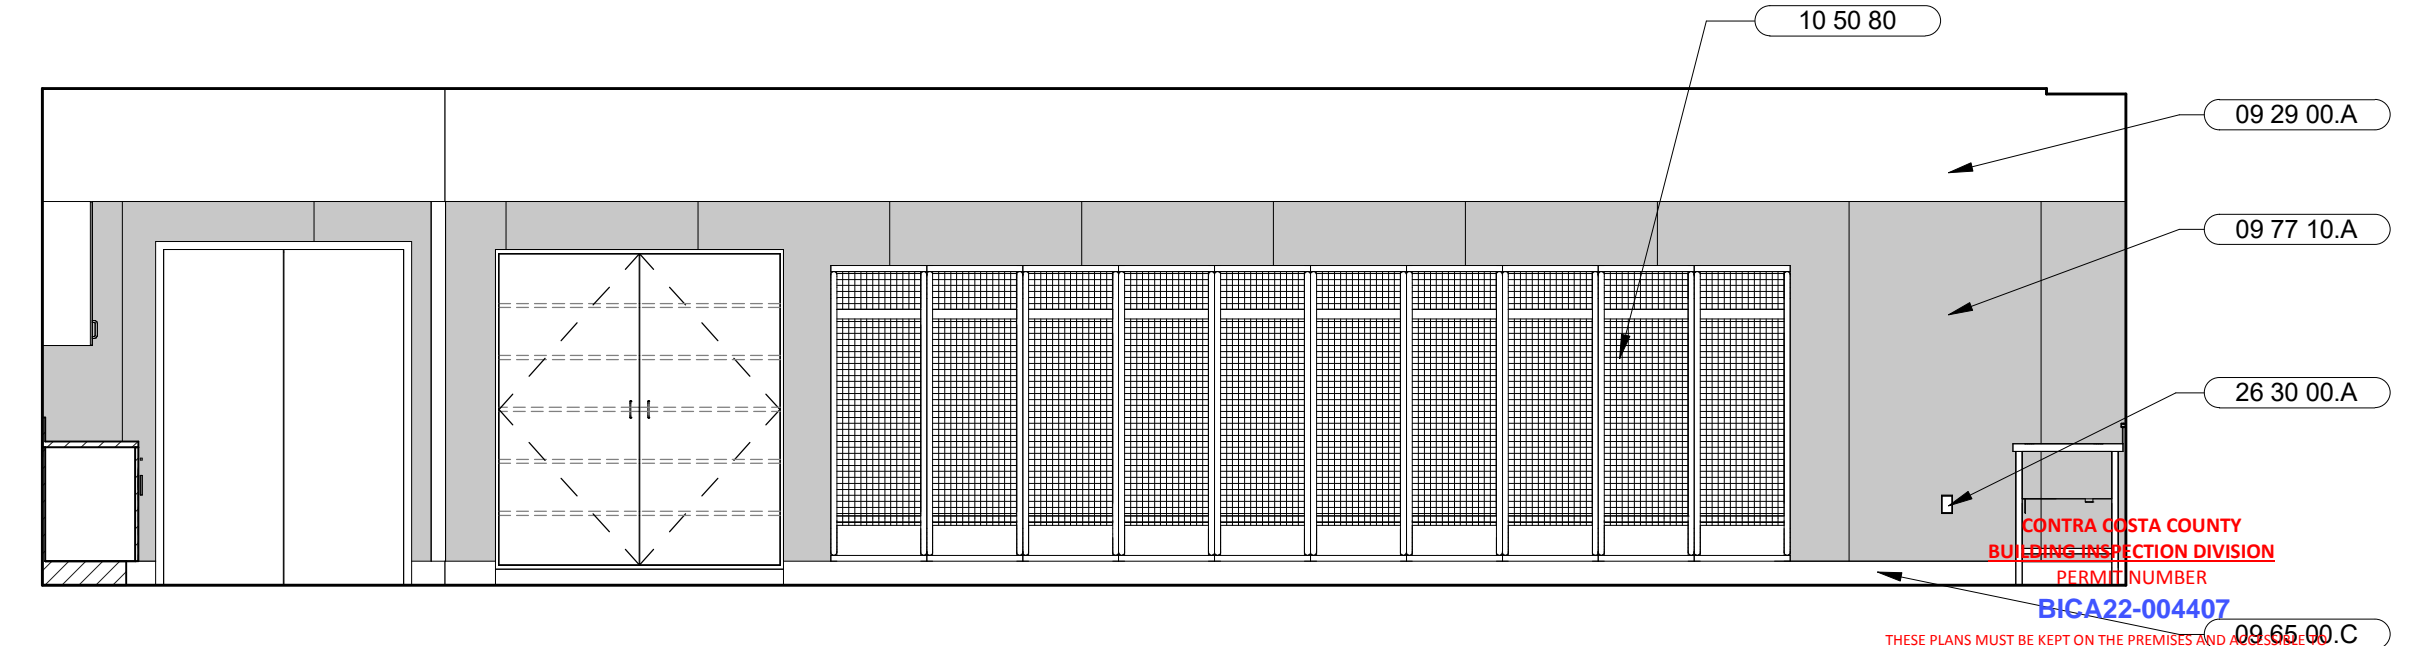 10 50 80
09 29 00.A
09 77 10.A
26 30 00.A
CONTRA COSTA COUNTY
BUILDING INSPECTION DIVISION
PERMIT NUMBER
BICA22-004407
09 65 00.C
THESE PLANS MUST BE KEPT ON THE PREMISES AND ACCESSIBLE TO